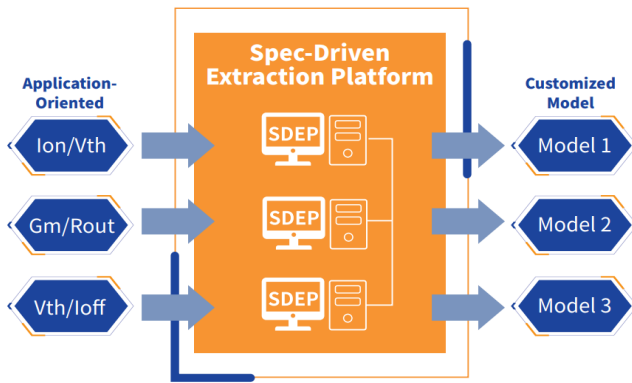 Spec-Driven
Extraction Platform
Application-
Oriented
Customized
Model
Ion/Vth
SDEP
Model 1
Gm/Rout
SDEP
Model 2
Vth/Ioff
SDEP
Model 3